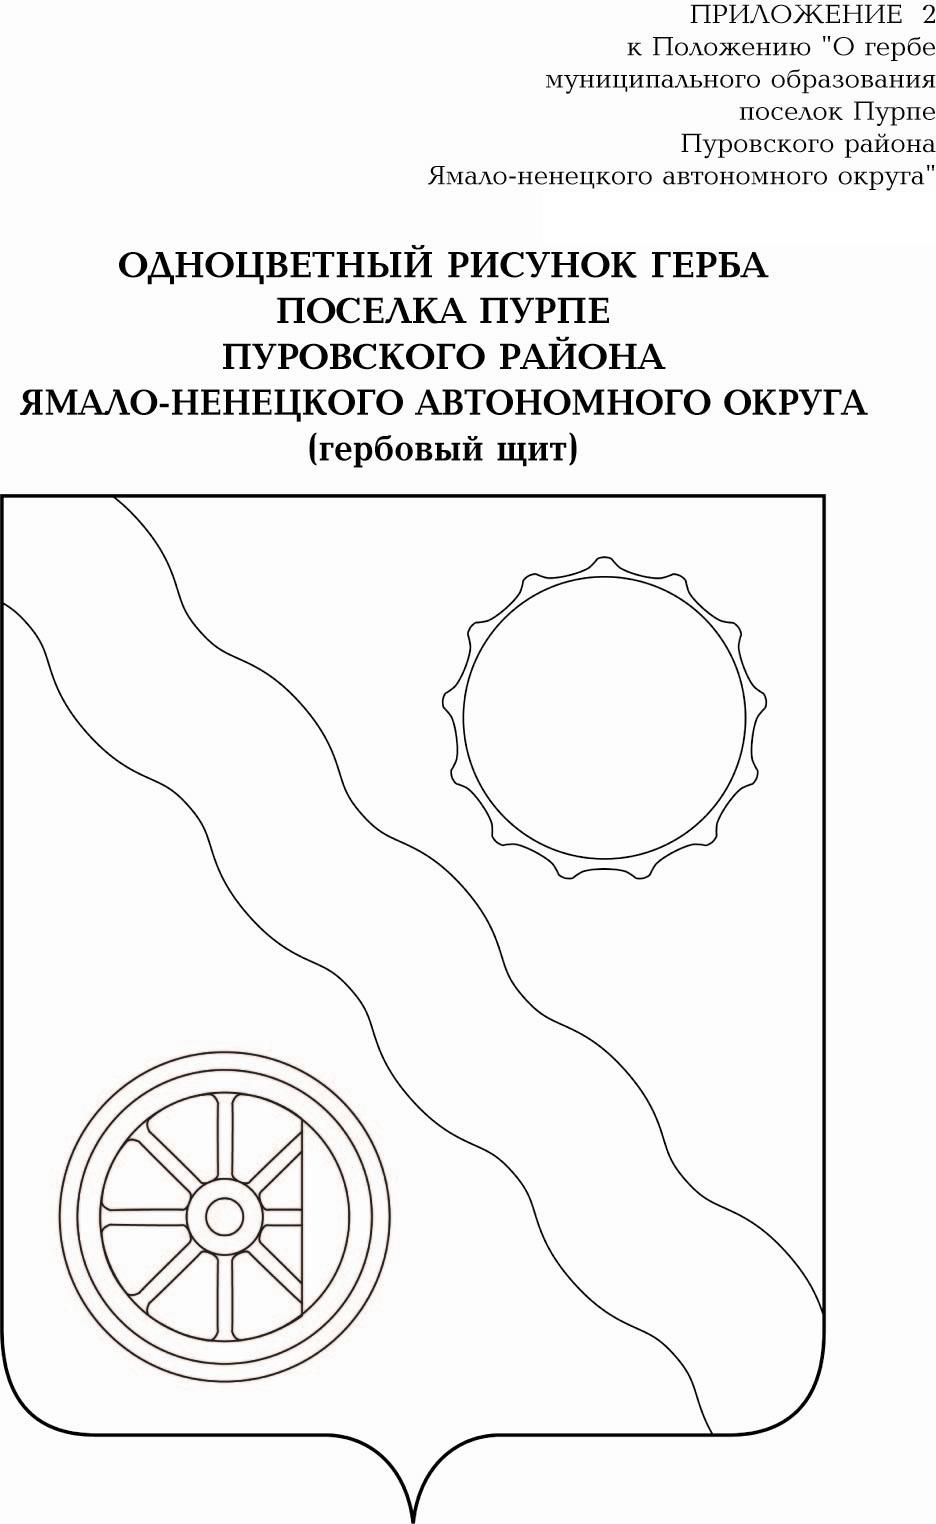 ПРИЛОЖЕНИЕ 2
к Положению "О гербе
муниципального образования
поселок Пурпе
Пуровского района
Ямало-ненецкого автономного округа"
ОДНОЦВЕТНЫЙ РИСУНОК ГЕРБА
ПОСЕЛКА ПУРПЕ
ПУРОВСКОГО РАЙОНА
ЯМАЛО-НЕНЕЦКОГО АВТОНОМНОГО ОКРУГА
(гербовый щит)